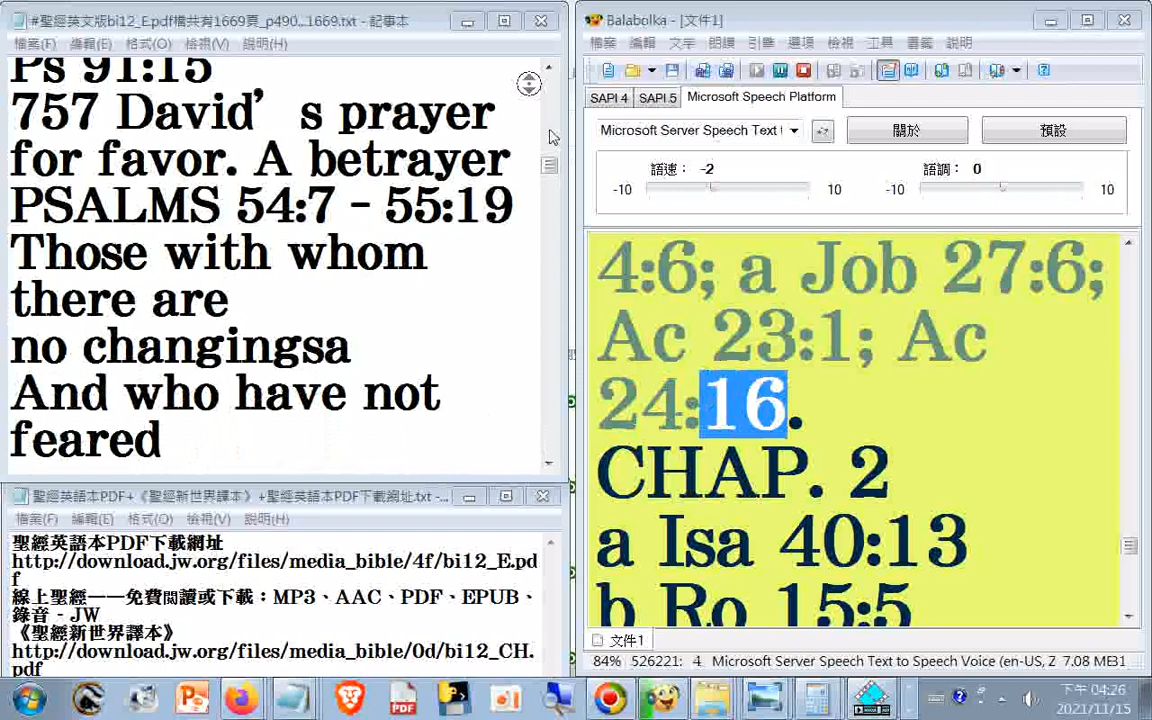 #聖經英文版bi12_E.pdf檔共有1669頁_p490...1669.txt - 記事本
檔案(F) 編輯(E) 格式(O) 檢視(V) 說明(H)
Ps 91:15
757 David’s prayer
for favor. A betrayer
PSALMS 54:7 - 55:19
Those with whom
there are
no changingsa
And who have not
feared
聖經英語本PDF+《聖經新世界譯本》+聖經英語本PDF下載網址.txt -...
檔案(F) 編輯(E) 格式(O) 檢視(V) 說明(H)
聖經英語本PDF下載網址
http://download.jw.org/files/media_bible/4f/bi12_E.pd
f
線上聖經——免費閱讀或下載：MP3、AAC、PDF、EPUB、
錄音 - JW
《聖經新世界譯本》
http://download.jw.org/files/media_bible/0d/bi12_CH.
pdf
Balabolka - [文件1]
檔案 編輯 文字 朗讀 引擎 選項 檢視 工具 書籤 說明
SAPI 4 SAPI 5 Microsoft Speech Platform
Microsoft Server Speech Text
關於 預設
語速： -2 語調： 0
-10 10 -10 10
4:6; a Job 27:6;
Ac 23:1; Ac
24:16.
CHAP. 2
a Isa 40:13
b Ro 15:5
文件1
84% 526221: 4 Microsoft Server Speech Text to Speech Voice (en-US, Z 7.08 MB
下午 04:26
2021/11/15